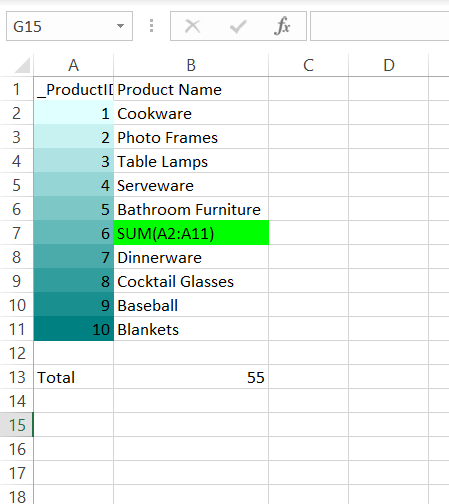 G15 fx
A B C D
1 _ProductID Product Name
2 1 Cookware
3 2 Photo Frames
4 3 Table Lamps
5 4 Serveware
6 5 Bathroom Furniture
7 6 SUM(A2:A11)
8 7 Dinnerware
9 8 Cocktail Glasses
10 9 Baseball
11 10 Blankets
12
13 Total 55
14
15
16
17
18